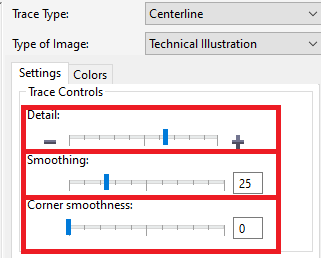 Trace Type: Centerline
Type of Image: Technical Illustration
Settings Colors
Trace Controls
Detail:
Smoothing:
25
Corner smoothness:
0